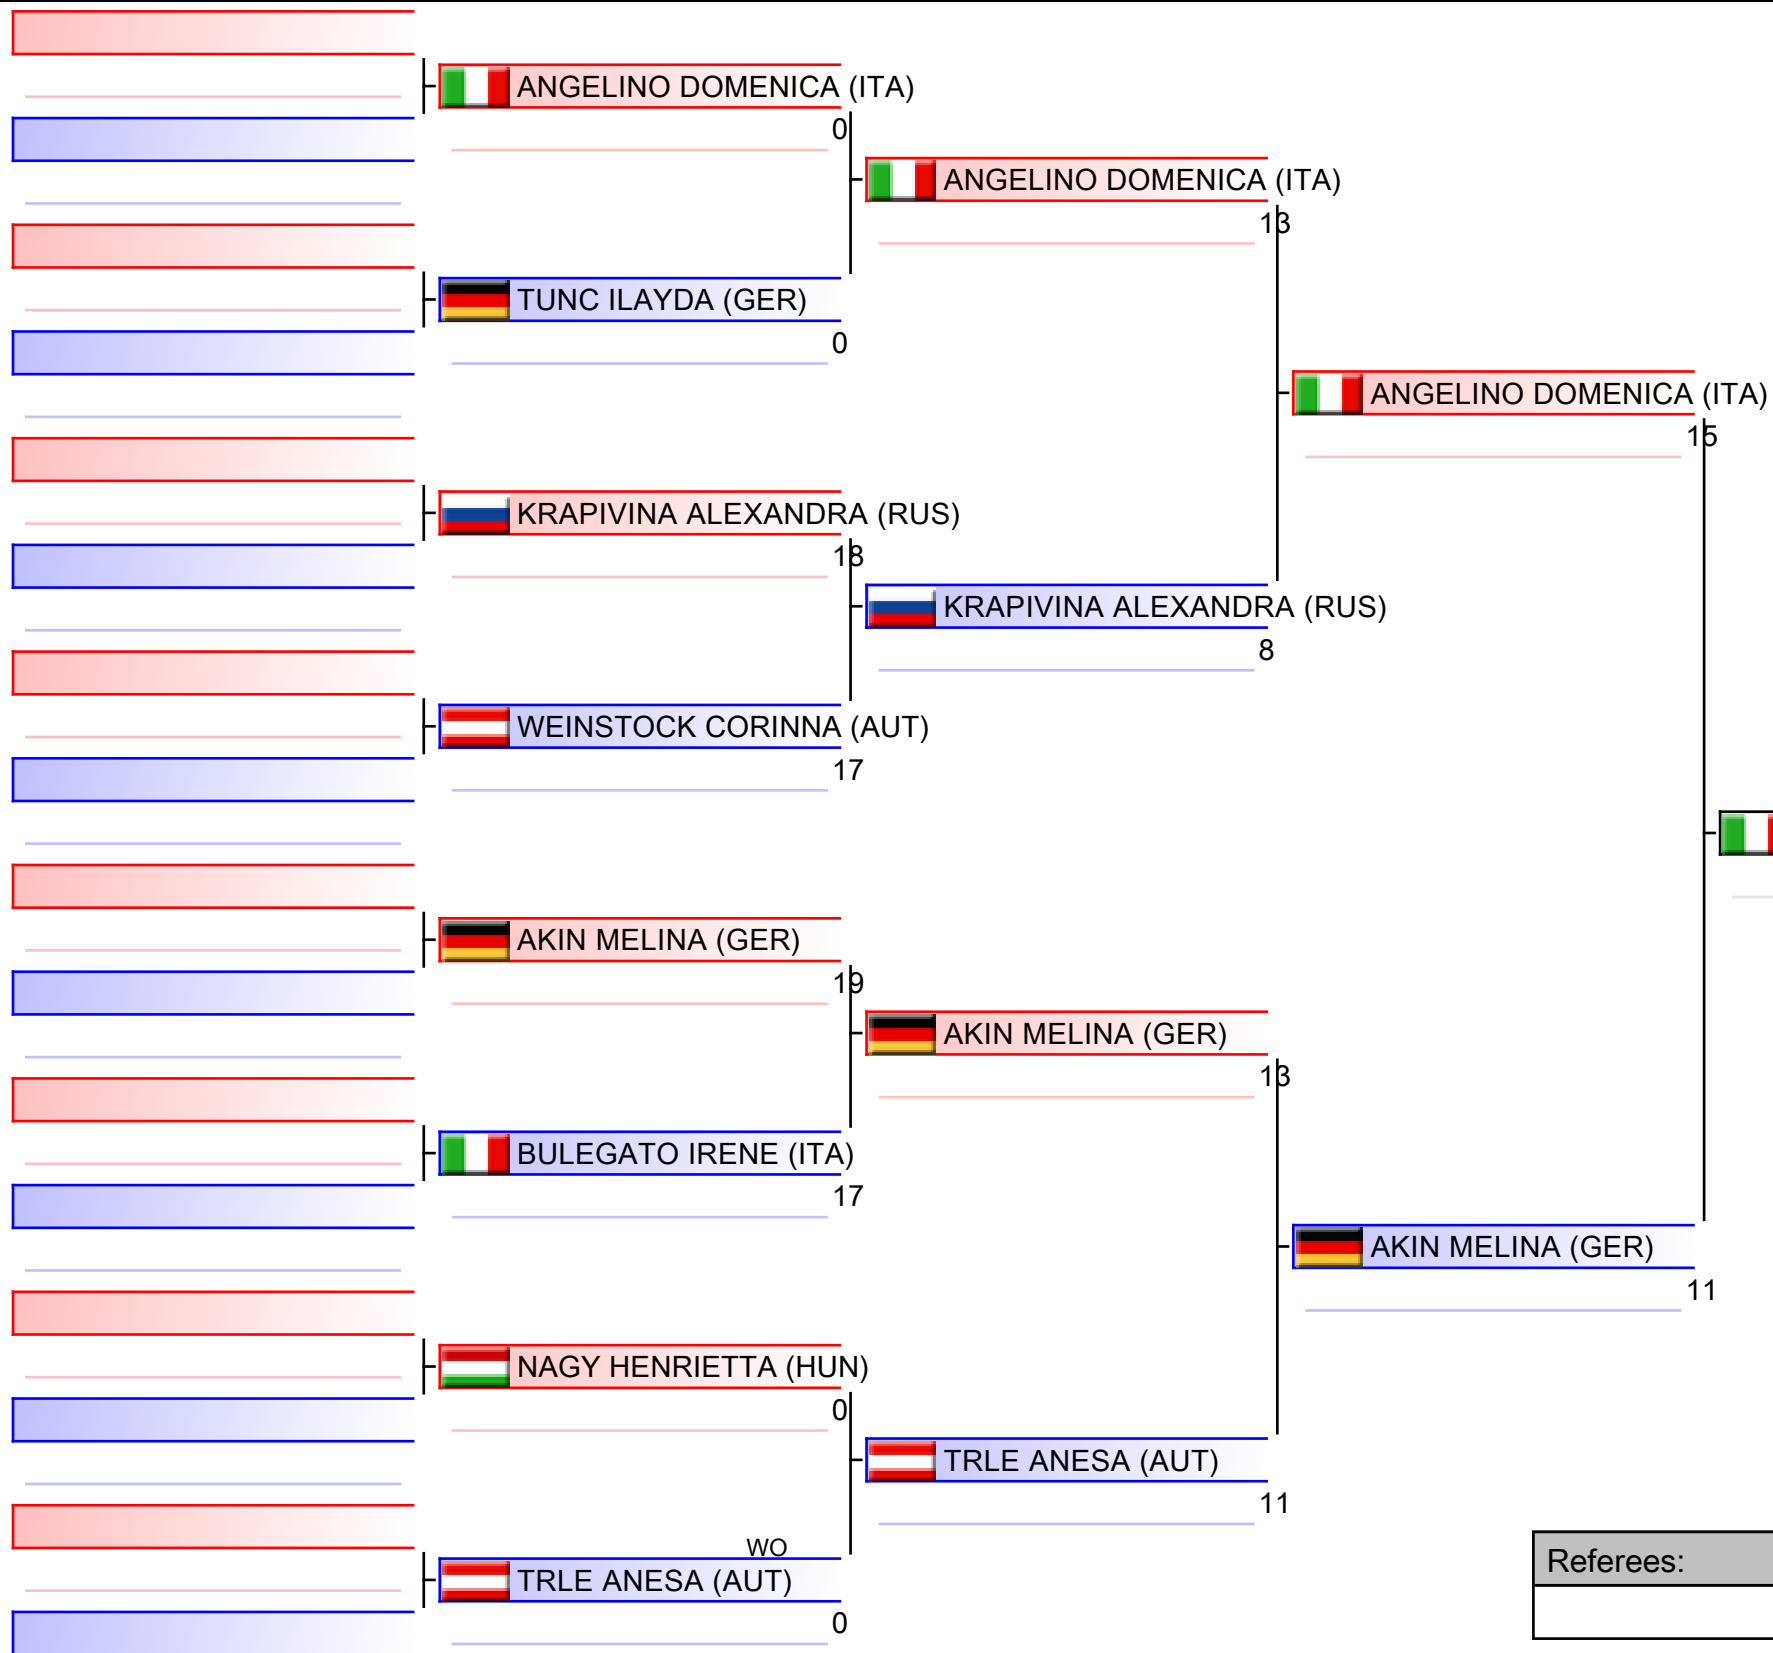 ANGELINO DOMENICA (ITA)
0
TUNC ILAYDA (GER)
0
KRAPIVINA ALEXANDRA (RUS)
18
WEINSTOCK CORINNA (AUT)
17
AKIN MELINA (GER)
19
BULEGATO IRENE (ITA)
17
NAGY HENRIETTA (HUN)
0
WO
TRLE ANESA (AUT)
0
ANGELINO DOMENICA (ITA)
13
KRAPIVINA ALEXANDRA (RUS)
8
AKIN MELINA (GER)
13
TRLE ANESA (AUT)
11
ANGELINO DOMENICA (ITA)
15
AKIN MELINA (GER)
11
Referees: